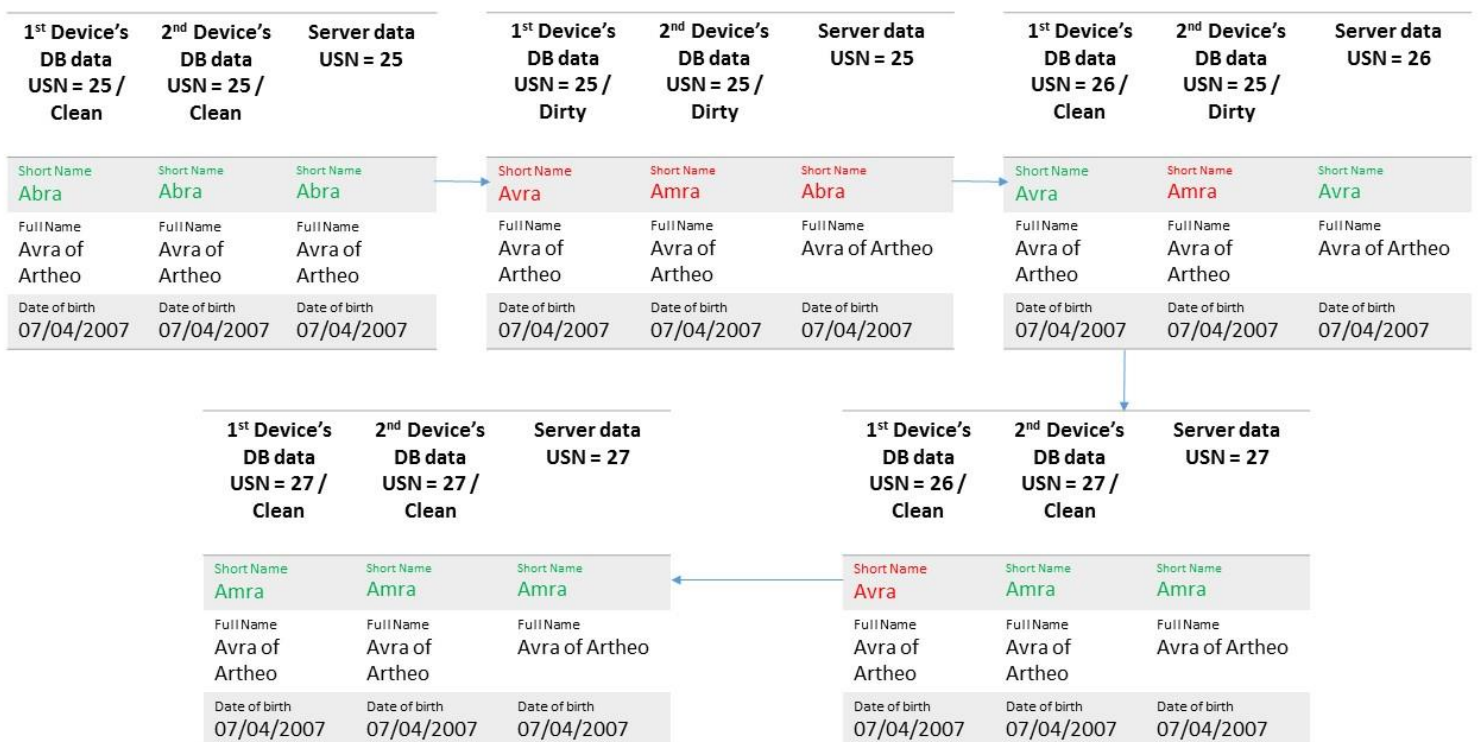 1st Device's DB data USN = 25 / Clean
2nd Device's DB data USN = 25 / Clean
Server data USN = 25
Short Name Short Name Short Name
Abra Abra Abra
Full Name Full Name Full Name
Avra of Artheo Avra of Artheo Avra of Artheo
Date of birth Date of birth Date of birth
07/04/2007 07/04/2007 07/04/2007
1st Device's DB data USN = 25 / Dirty
2nd Device's DB data USN = 25 / Dirty
Server data USN = 25
Short Name Short Name Short Name
Avra Amra Abra
Full Name Full Name Full Name
Avra of Artheo Avra of Artheo Avra of Artheo
Date of birth Date of birth Date of birth
07/04/2007 07/04/2007 07/04/2007
1st Device's DB data USN = 26 / Clean
2nd Device's DB data USN = 25 / Dirty
Server data USN = 26
Short Name Short Name Short Name
Avra Amra Avra
Full Name Full Name Full Name
Avra of Artheo Avra of Artheo Avra of Artheo
Date of birth Date of birth Date of birth
07/04/2007 07/04/2007 07/04/2007
1st Device's DB data USN = 26 / Clean
2nd Device's DB data USN = 27 / Clean
Server data USN = 27
Short Name Short Name Short Name
Avra Amra Amra
Full Name Full Name Full Name
Avra of Artheo Avra of Artheo Avra of Artheo
Date of birth Date of birth Date of birth
07/04/2007 07/04/2007 07/04/2007
1st Device's DB data USN = 27 / Clean
2nd Device's DB data USN = 27 / Clean
Server data USN = 27
Short Name Short Name Short Name
Amra Amra Amra
Full Name Full Name Full Name
Avra of Artheo Avra of Artheo Avra of Artheo
Date of birth Date of birth Date of birth
07/04/2007 07/04/2007 07/04/2007